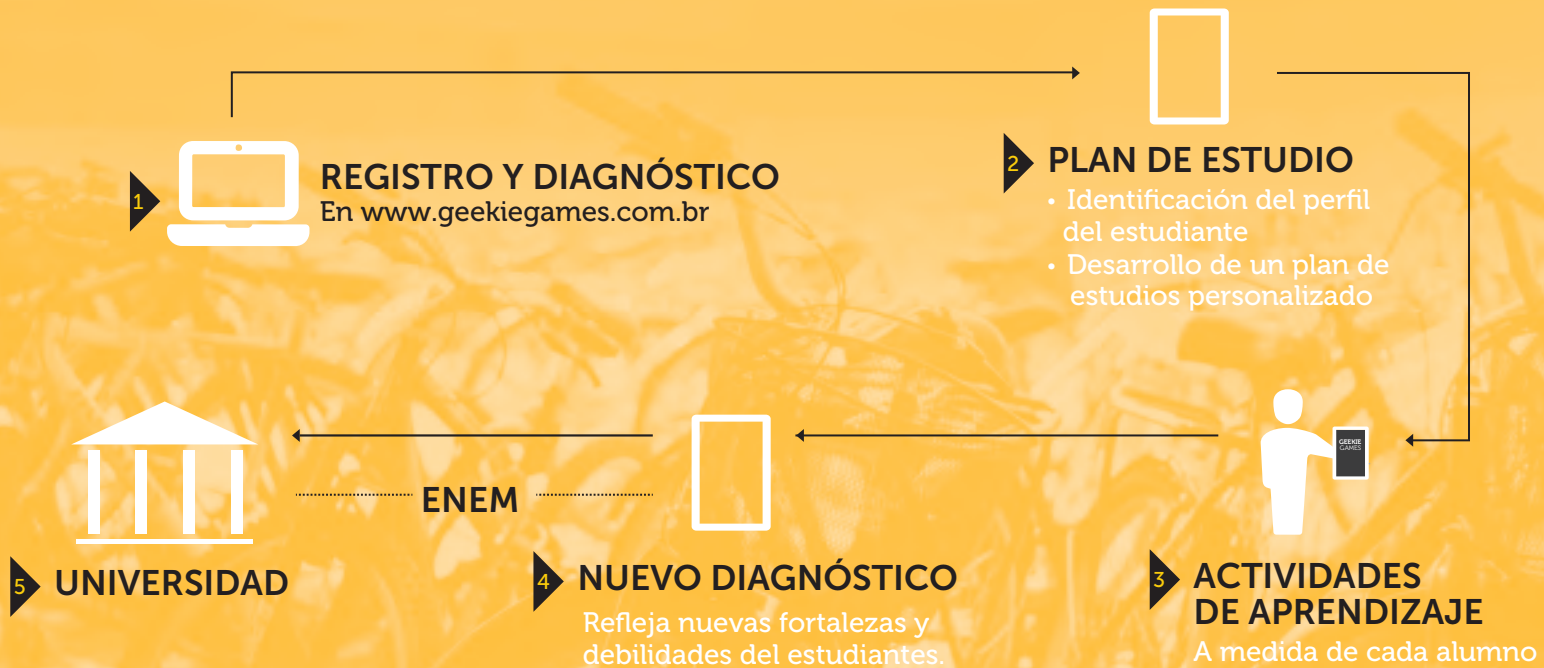 1
REGISTRO Y DIAGNÓSTICO
En www.geekiegames.com.br
2
PLAN DE ESTUDIO
• Identificación del perfil
del estudiante
• Desarrollo de un plan de
estudios personalizado
GEEKIE
GAMES
3
ACTIVIDADES
DE APRENDIZAJE
A medida de cada alumno
4
NUEVO DIAGNÓSTICO
Refleja nuevas fortalezas y
debilidades del estudiantes.
ENEM
5
UNIVERSIDAD